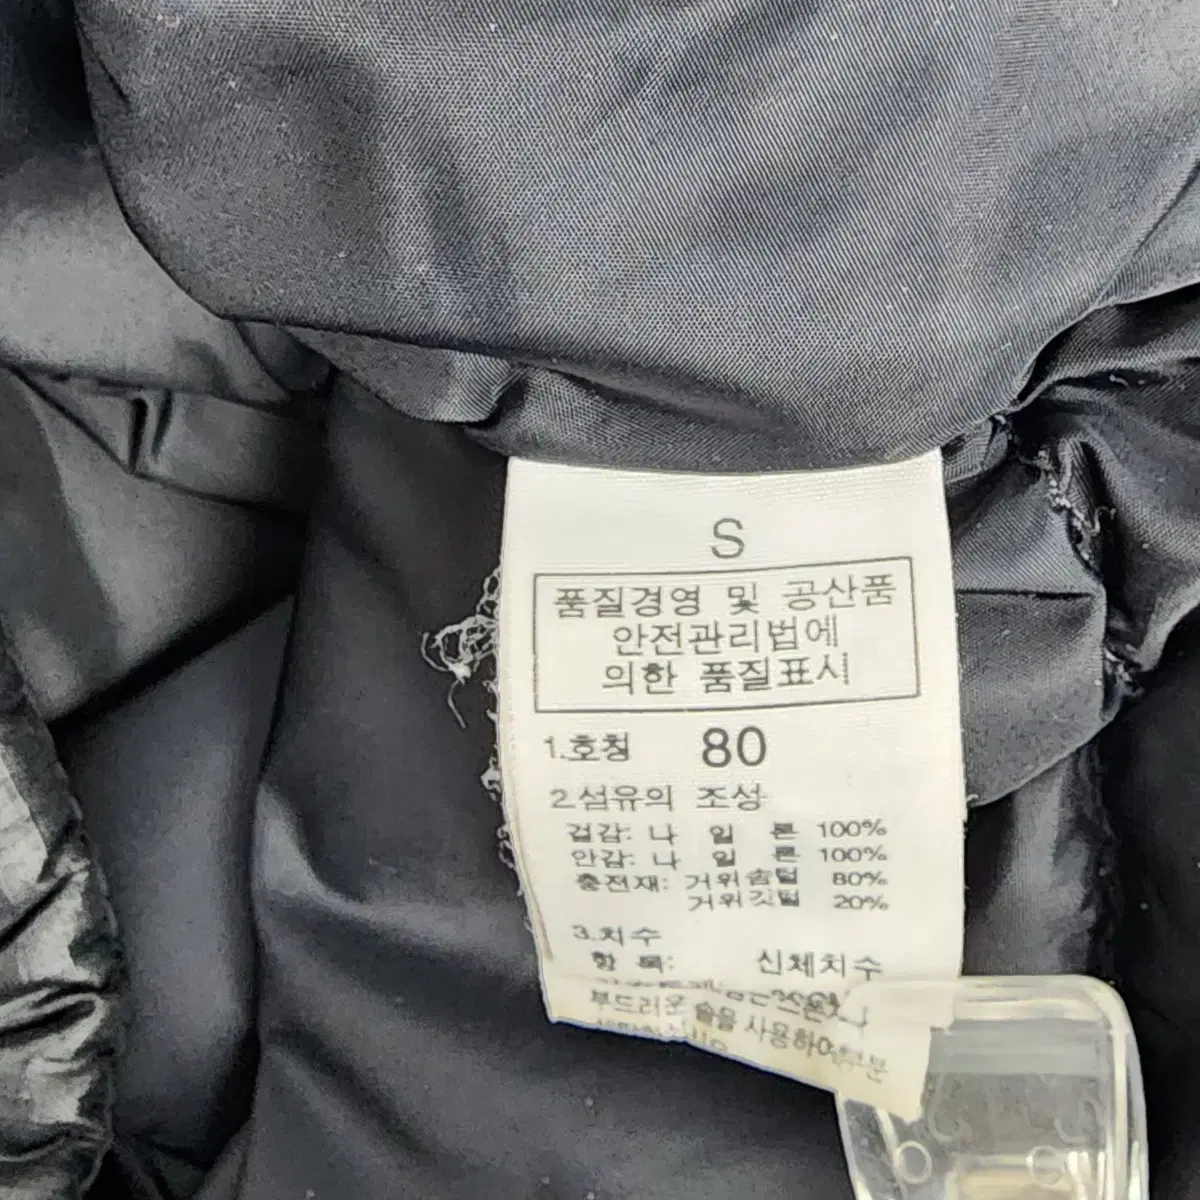 S
품질경영 및 공산품
안전관리법에
의한 품질표시
1.호칭 80
2.섬유의 조성
겉감: 나 일 론 100%
안감: 나 일 론 100%
충전재: 거위솜털 80%
거위깃털 20%
3.치수
항 목: 신체치수
부드러운 솔을 사용하여